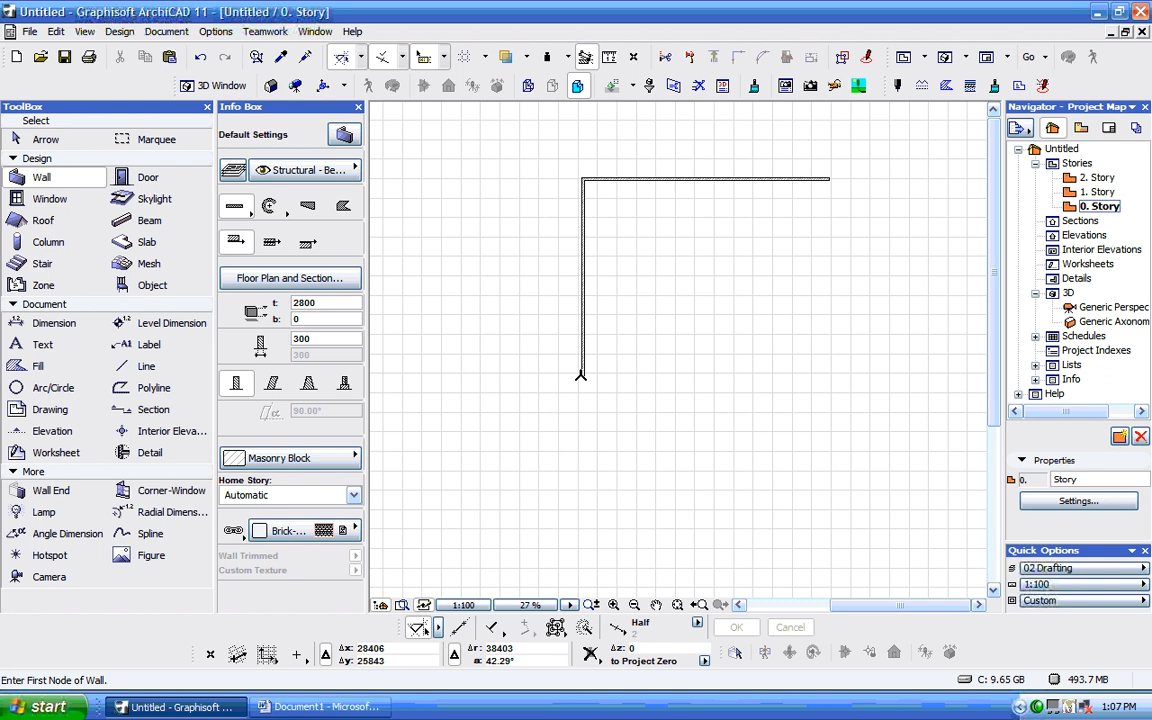 Untitled - Graphisoft ArchiCAD 11 - [Untitled / 0. Story]
File Edit View Design Document Options Teamwork Window Help
Go
3D Window
ToolBox
Select
Arrow Marquee
Design
Wall Door
Window Skylight
Roof Beam
Column Slab
Stair Mesh
Zone Object
Document
Dimension Level Dimension
Text A1 Label
Fill Line
Arc/Circle Polyline
Drawing Section
Elevation Interior Eleva...
Worksheet Detail
More
Wall End Corner-Window
Lamp Radial Dimens...
Angle Dimension Spline
Hotspot Figure
Camera
Info Box
Default Settings
Structural - Be...
Floor Plan and Section...
t: 2800
b: 0
300
300
90.00°
Masonry Block
Home Story:
Automatic
Brick-...
Wall Trimmed
Custom Texture
Navigator - Project Map
Untitled
Stories
2. Story
1. Story
0. Story
Sections
Elevations
Interior Elevations
Worksheets
Details
3D
Generic Perspec
Generic Axonom
Schedules
Project Indexes
Lists
Info
Help
Properties
0. Story
Settings...
Quick Options
02 Drafting
1:100
Custom
1:100 27 %
Half
2
OK Cancel
Δx: 28406
Δy: 25843
Δr: 38403
α: 42.29°
Δz: 0
to Project Zero
Enter First Node of Wall.
C: 9.65 GB 493.7 MB
start
Untitled - Graphisoft ...
Document1 - Microsof...
1:07 PM